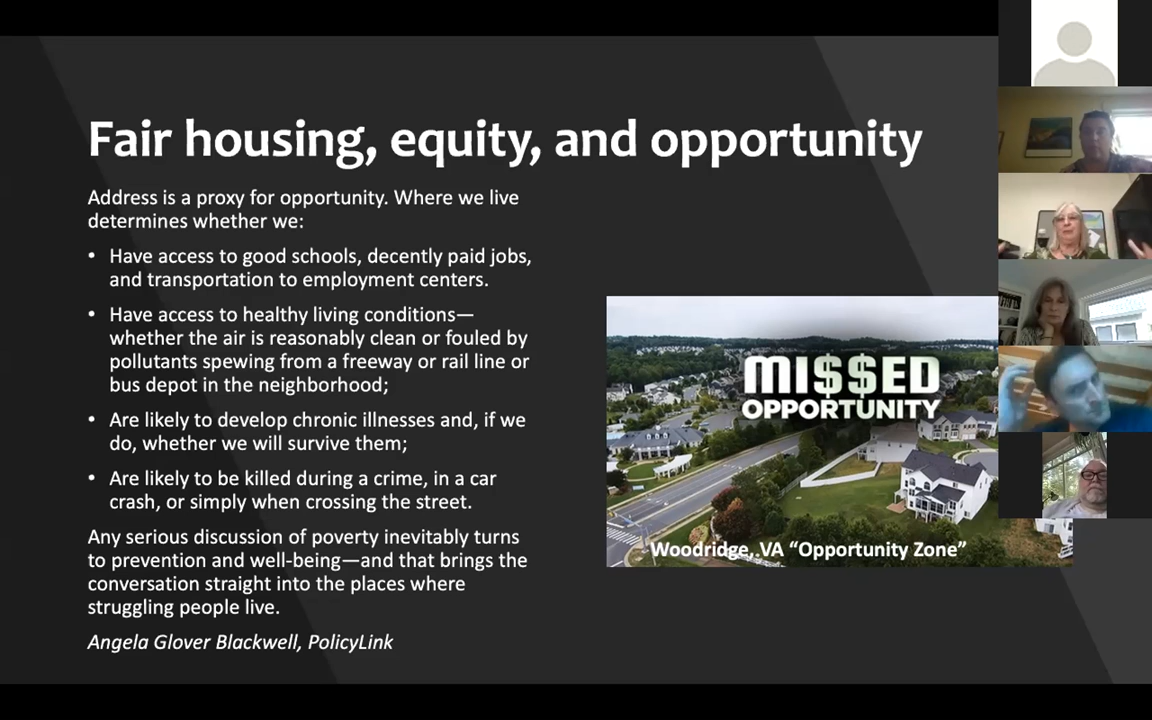 Fair housing, equity, and opportunity
Address is a proxy for opportunity. Where we live
determines whether we:
• Have access to good schools, decently paid jobs,
and transportation to employment centers.
• Have access to healthy living conditions—
whether the air is reasonably clean or fouled by
pollutants spewing from a freeway or rail line or
bus depot in the neighborhood;
• Are likely to develop chronic illnesses and, if we
do, whether we will survive them;
• Are likely to be killed during a crime, in a car
crash, or simply when crossing the street.
Any serious discussion of poverty inevitably turns
to prevention and well-being—and that brings the
conversation straight into the places where
struggling people live.
Angela Glover Blackwell, PolicyLink
MI$$ED
OPPORTUNITY
Woodridge, VA “Opportunity Zone”